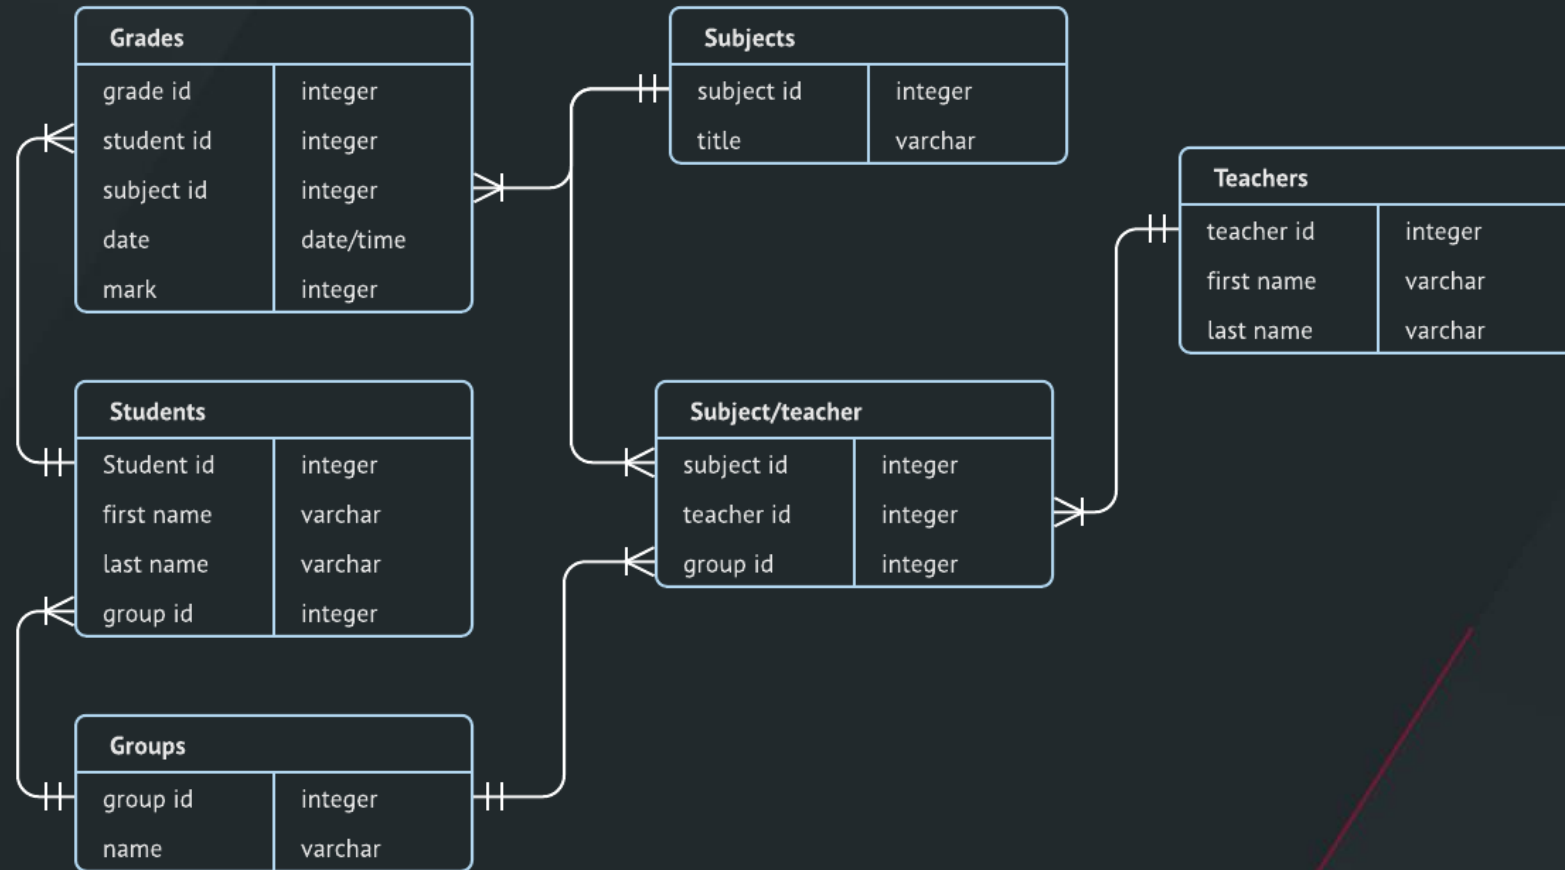 Grades
grade id integer
student id integer
subject id integer
date date/time
mark integer
Subjects
subject id integer
title varchar
Teachers
teacher id integer
first name varchar
last name varchar
Students
Student id integer
first name varchar
last name varchar
group id integer
Subject/teacher
subject id integer
teacher id integer
group id integer
Groups
group id integer
name varchar